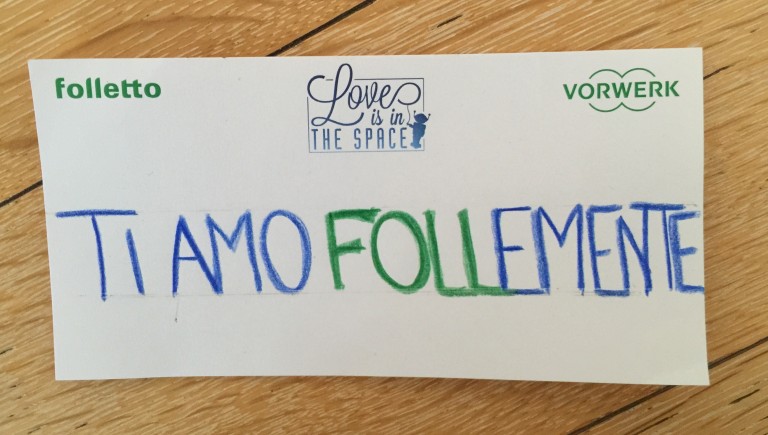 folletto
Love
is in
THE SPACE
VORWERK
TI AMO FOLLEMENTE